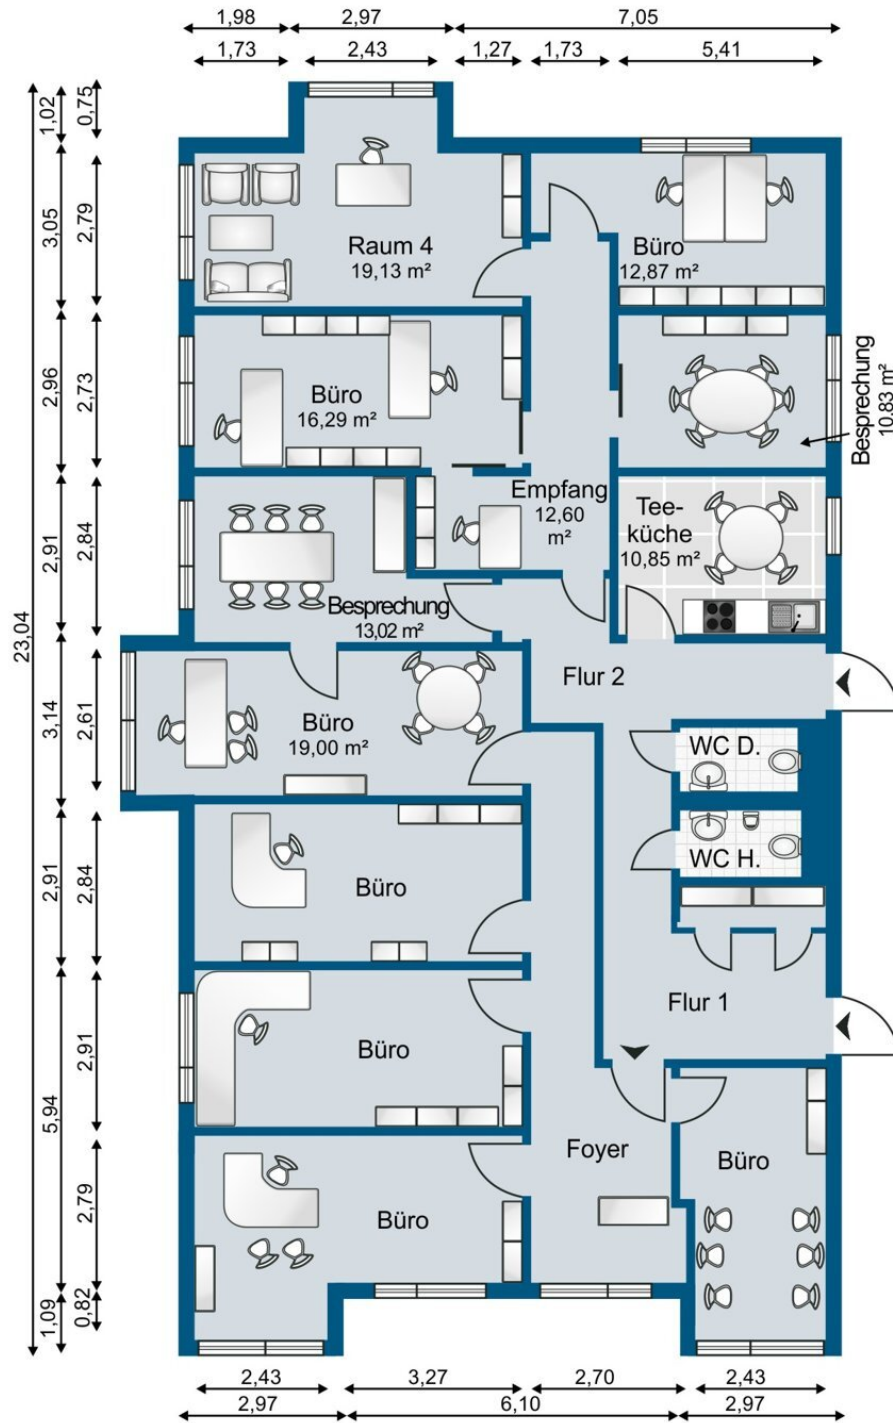 1,98
2,97
7,05
1,73
2,43
1,27
1,73
5,41
23,04
1,02
0,75
3,05
2,79
2,96
2,73
2,91
2,84
3,14
2,61
2,91
2,84
5,94
2,91
2,79
1,09
0,82
Raum 4
19,13 m²
Büro
12,87 m²
Büro
16,29 m²
Besprechung
10.83 m²
Empfang
12,60
m²
Tee-
küche
10,85 m²
Besprechung
13,02 m²
Flur 2
Büro
19,00 m²
WC D.
WC H.
Büro
Flur 1
Büro
Foyer
Büro
Büro
2,43
3,27
2,70
2,43
2,97
6,10
2,97